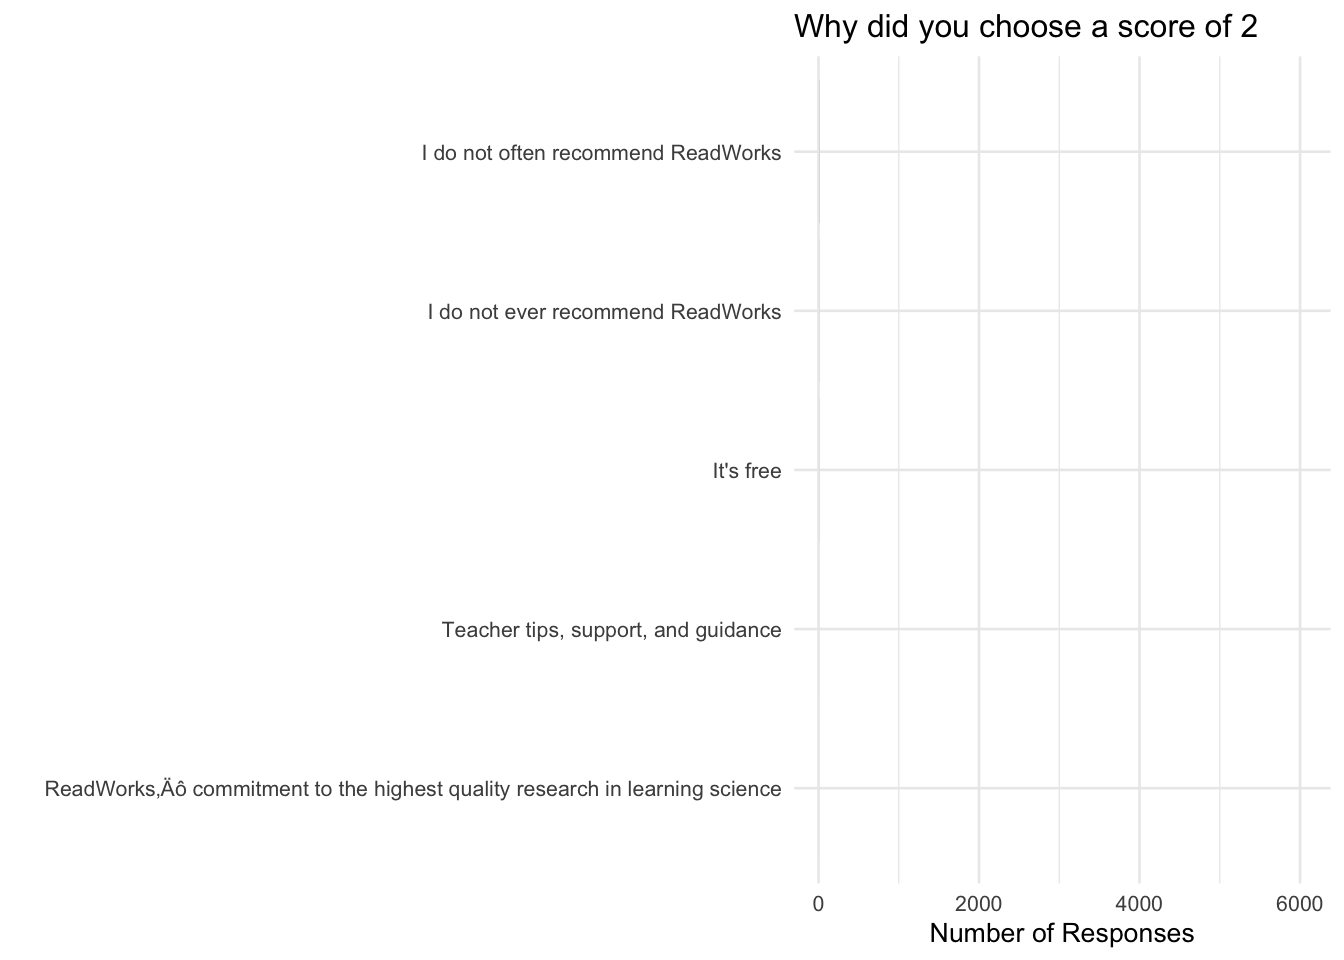 Why did you choose a score of 2
I do not often recommend ReadWorks
I do not ever recommend ReadWorks
It's free
Teacher tips, support, and guidance
ReadWorks‚Äô commitment to the highest quality research in learning science
0 2000 4000 6000
Number of Responses